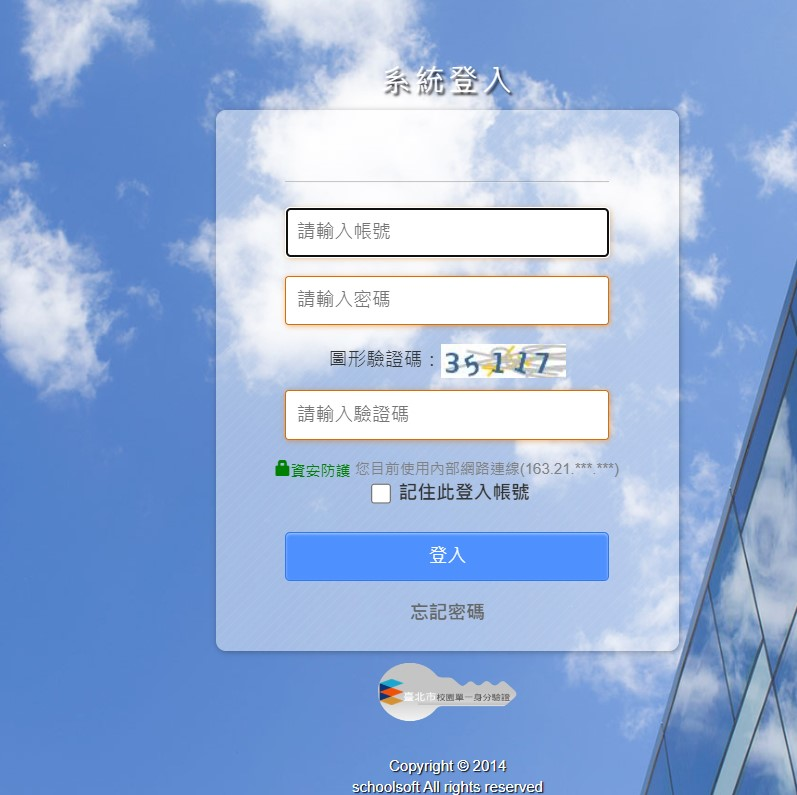 系統登入
請輸入帳號
請輸入密碼
圖形驗證碼：35117
請輸入驗證碼
資安防護 您目前使用內部網路連線(163.21.***.***)
記住此登入帳號
登入
忘記密碼
臺北市校園單一身分驗證
Copyright © 2014
schoolsoft All rights reserved